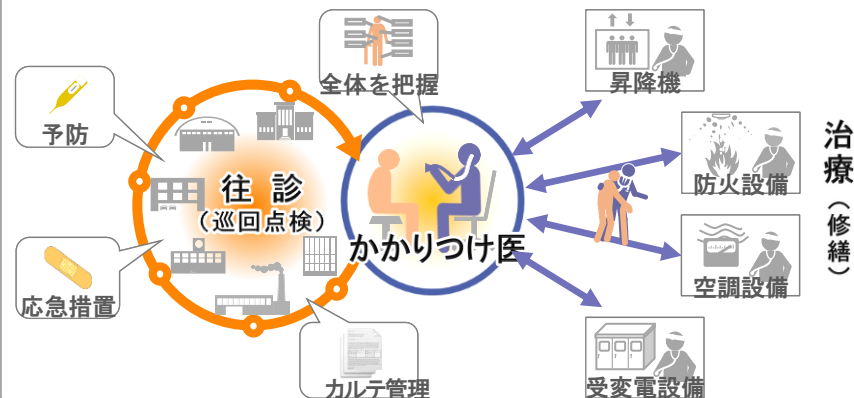 全体を把握
予防
往診
（巡回点検）
応急措置
カルテ管理
かかりつけ医
昇降機
防火設備
空調設備
受変電設備
治療（修繕）